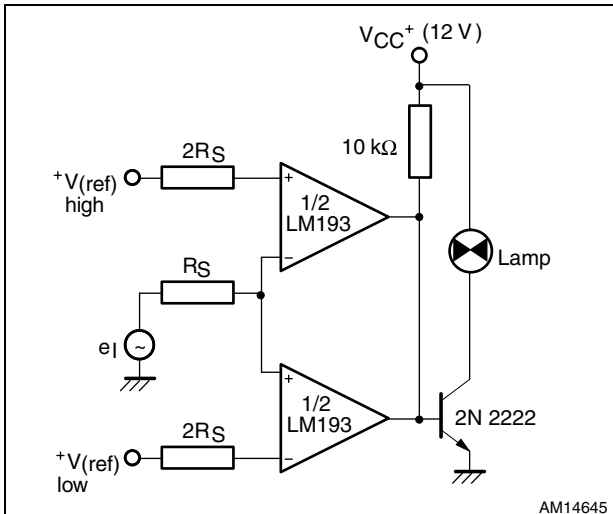 VCC+ (12 V)
2RS
10 kΩ
+V(ref)
high
+
1/2
LM193
−
Lamp
RS
eI
~
+
1/2
LM193
−
2N 2222
2RS
+V(ref)
low
AM14645